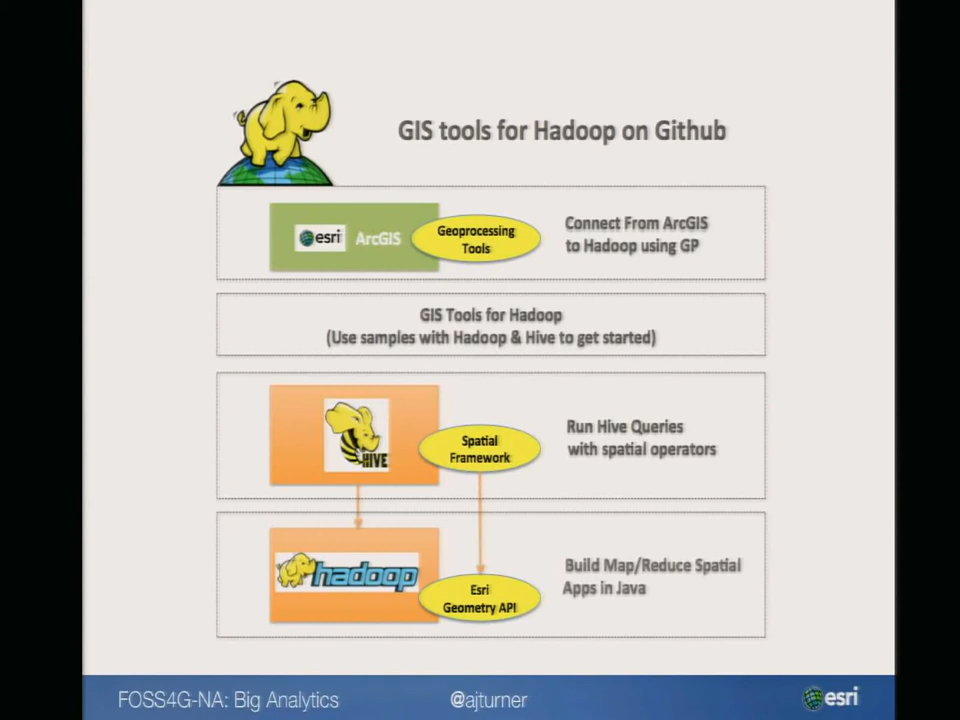 GIS tools for Hadoop on Github
esri ArcGIS
Geoprocessing
Tools
Connect From ArcGIS
to Hadoop using GP
GIS Tools for Hadoop
(Use samples with Hadoop & Hive to get started)
HIVE
Spatial
Framework
Run Hive Queries
with spatial operators
hadoop
Esri
Geometry API
Build Map/Reduce Spatial
Apps in Java
FOSS4G-NA: Big Analytics
@ajturner
esri